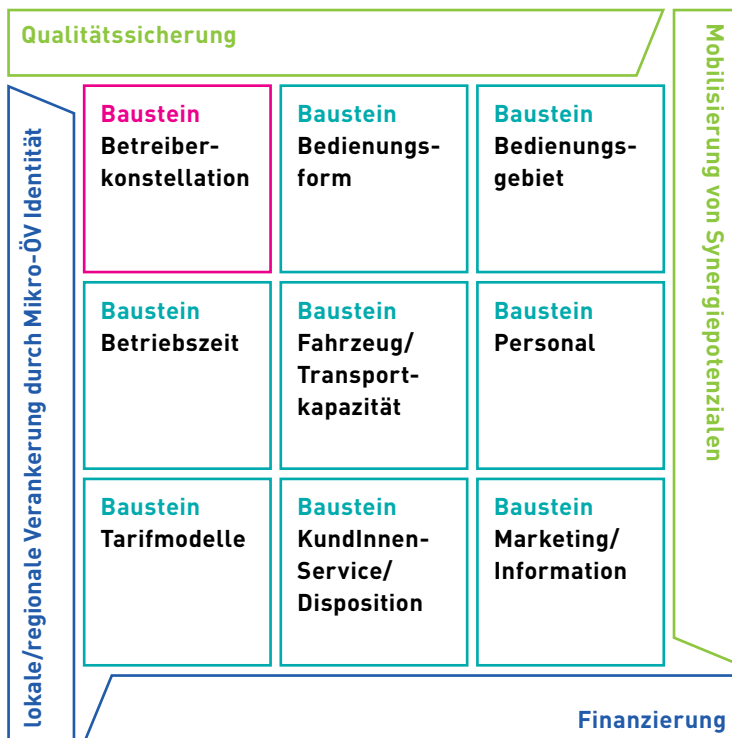 Qualitätssicherung
Mobilisierung von Synergiepotenzialen
lokale/regionale Verankerung durch Mikro-ÖV Identität
Baustein
Betreiber-
konstellation
Baustein
Bedienungs-
form
Baustein
Bedienungs-
gebiet
Baustein
Betriebszeit
Baustein
Fahrzeug/
Transport-
kapazität
Baustein
Personal
Baustein
Tarifmodelle
Baustein
KundInnen-
Service/
Disposition
Baustein
Marketing/
Information
Finanzierung